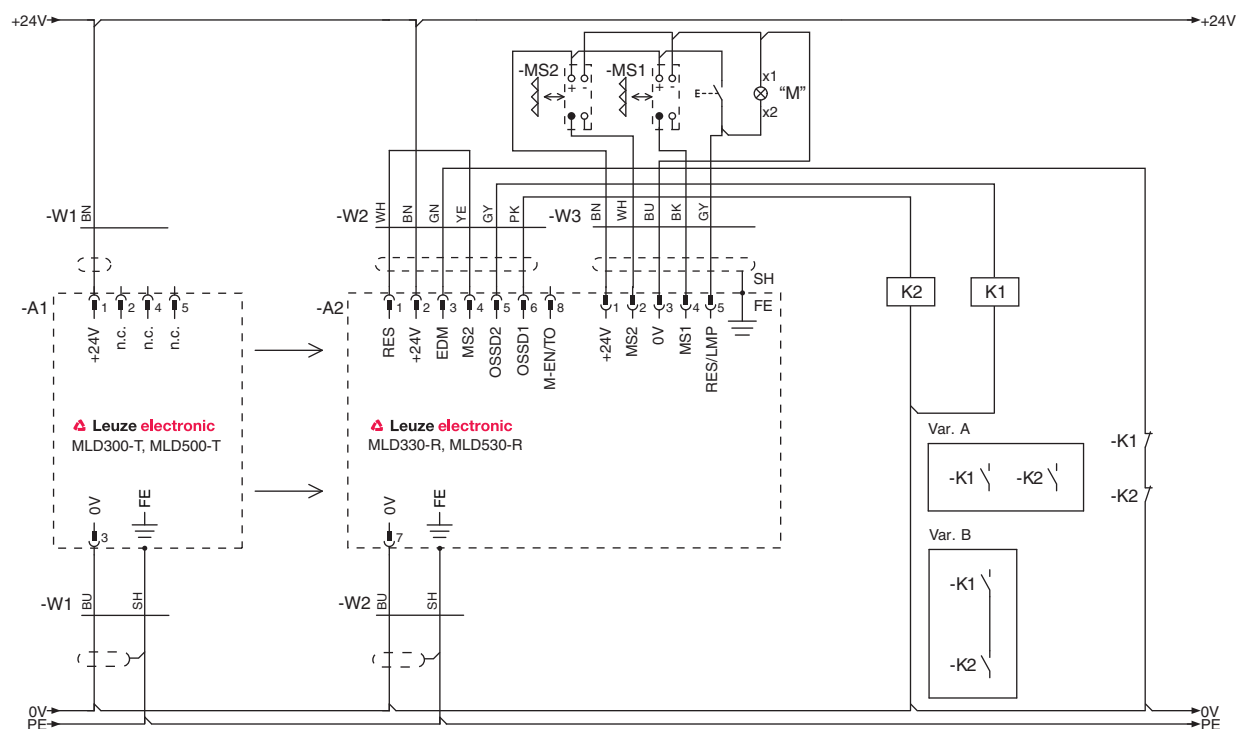 +24V +24V
-MS2 + - -MS1 + - x1 "M" x2
-W1 BN
-W2 WH BN GN YE GY PK
-W3 BN WH BU BK GY
SH
-A1 1 2 4 5
+24V n.c. n.c. n.c.
-A2 1 2 3 4 5 6 8
RES +24V EDM MS2 OSSD2 OSSD1 M-EN/TO
1 2 3 4 5 FE
+24V MS2 0V MS1 RES/LMP
K2 K1
Leuze electronic
MLD300-T, MLD500-T
Leuze electronic
MLD330-R, MLD530-R
Var. A
-K1 -K2
-K1
-K2
0V FE
3
0V FE
7
Var. B
-K1
-K2
-W1 BU SH
-W2 BU SH
0V 0V
PE PE